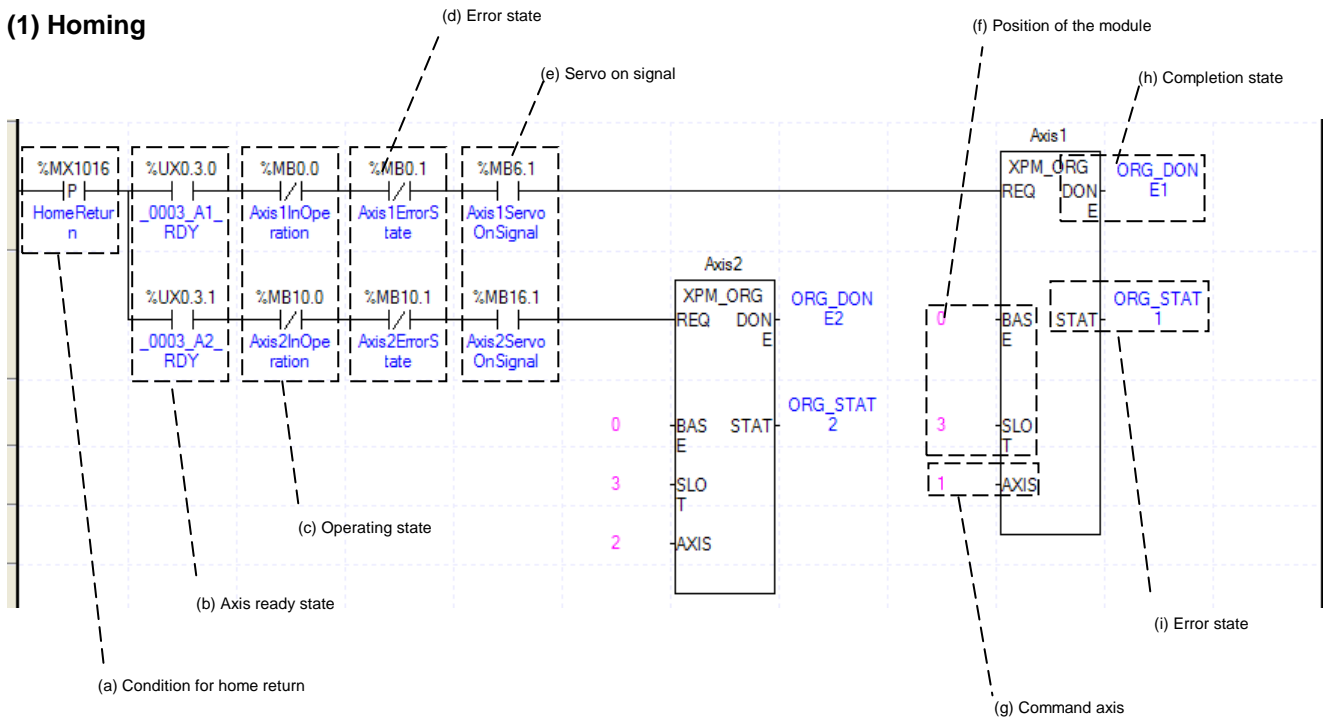 (1) Homing
(d) Error state
(f) Position of the module
(e) Servo on signal
(h) Completion state
Axis1
%MX1016
%UX0.3.0
%MB0.0
%MB0.1
%MB6.1
XPM_ORG
P
REQ
DON
E
ORG_DON
E1
HomeRetur
n
_0003_A1_
RDY
Axis1InOpe
ration
Axis1ErrorS
tate
Axis1Servo
OnSignal
Axis2
%UX0.3.1
%MB10.0
%MB10.1
%MB16.1
XPM_ORG
REQ
DON
E
ORG_DON
E2
0
BAS
E
STAT
ORG_STAT
1
_0003_A2_
RDY
Axis2InOpe
ration
Axis2ErrorS
tate
Axis2Servo
OnSignal
0
BAS
E
STAT
ORG_STAT
2
3
SLO
T
3
SLO
T
1
AXIS
2
AXIS
(c) Operating state
(b) Axis ready state
(i) Error state
(a) Condition for home return
(g) Command axis